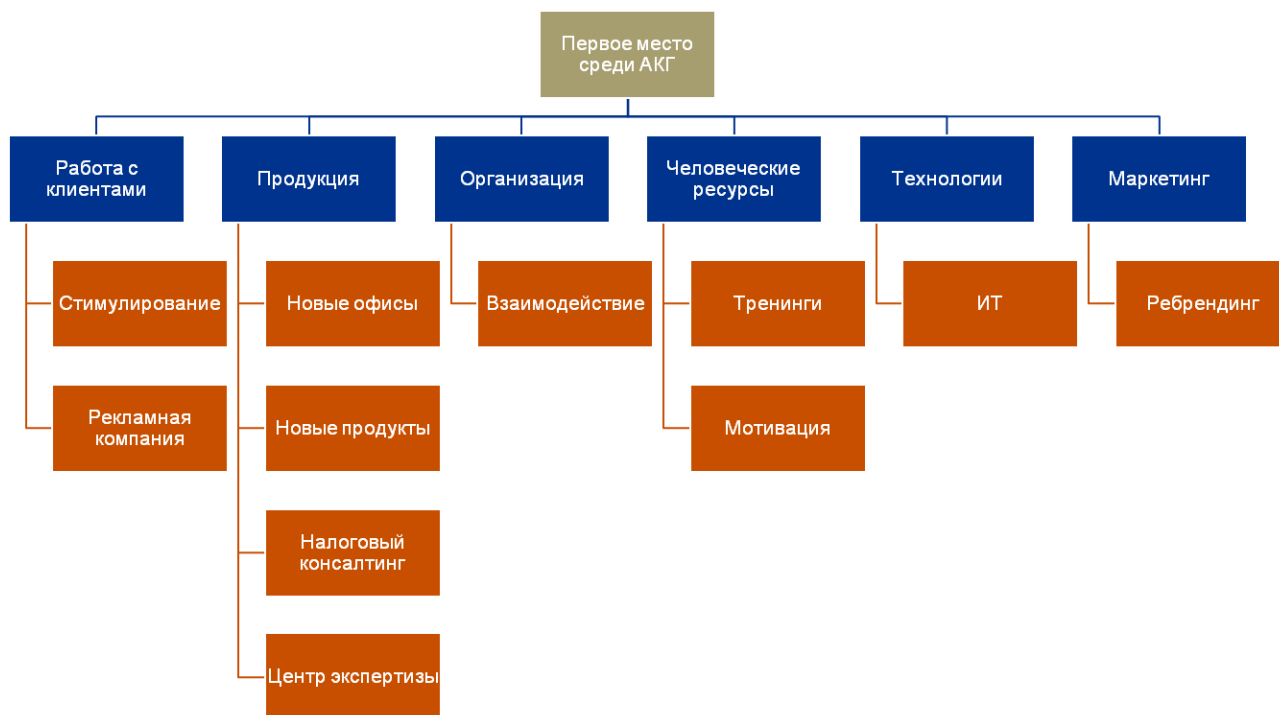 Первое место
среди АКГ
Работа с
клиентами
Продукция
Организация
Человеческие
ресурсы
Технологии
Маркетинг
Стимулирование
Новые офисы
Взаимодействие
Тренинги
ИТ
Ребрендинг
Рекламная
компания
Новые продукты
Мотивация
Налоговый
консалтинг
Центр экспертизы